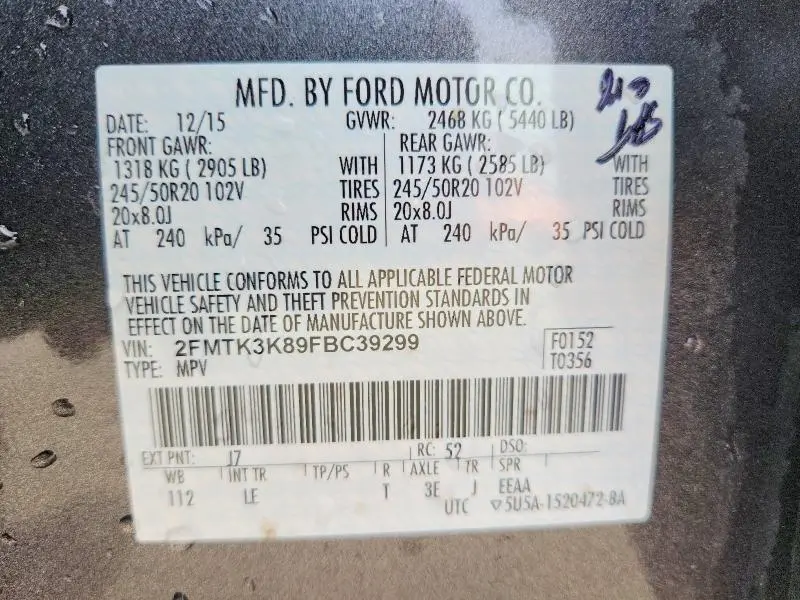 MFD. BY FORD MOTOR CO.
DATE: 12/15 GVWR: 2468 KG ( 5440 LB)
FRONT GAWR: REAR GAWR:
1318 KG ( 2905 LB) WITH 1173 KG ( 2585 LB) WITH
245/50R20 102V TIRES 245/50R20 102V TIRES
20x8.0J RIMS 20x8.0J RIMS
AT 240 kPa/ 35 PSI COLD AT 240 kPa/ 35 PSI COLD
THIS VEHICLE CONFORMS TO ALL APPLICABLE FEDERAL MOTOR
VEHICLE SAFETY AND THEFT PREVENTION STANDARDS IN
EFFECT ON THE DATE OF MANUFACTURE SHOWN ABOVE.
VIN: 2FMTK3K89FBC39299 F0152
TYPE: MPV T0356
EXT PNT: J7 RC: 52 DSO:
WB INT TR TP/PS R AXLE TR SPR
112 LE T 3E J EEAA
UTC 5U5A-1520472-BA